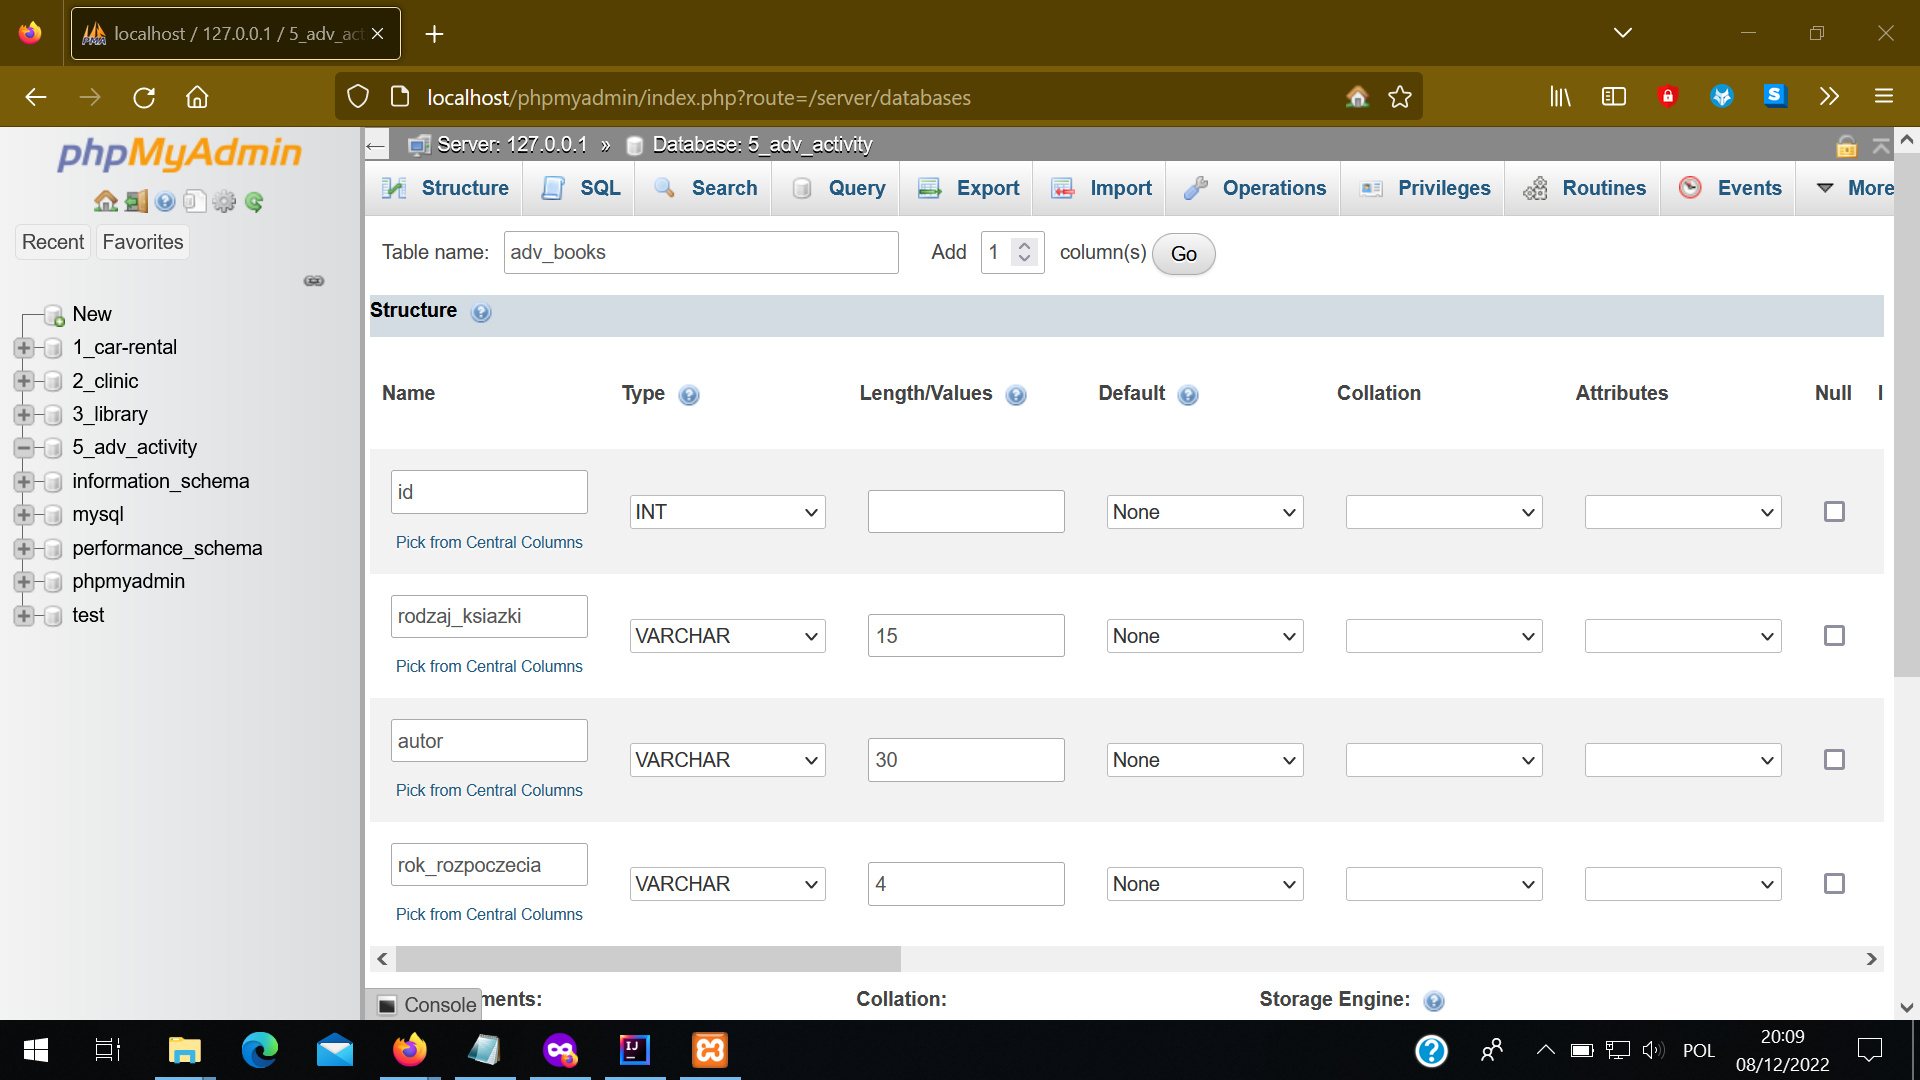 localhost / 127.0.0.1 / 5_adv_act
localhost/phpmyadmin/index.php?route=/server/databases
phpMyAdmin
Server: 127.0.0.1 » Database: 5_adv_activity
Structure SQL Search Query Export Import Operations Privileges Routines Events More
Recent Favorites
Table name: adv_books Add 1 column(s) Go
New
1_car-rental
2_clinic
3_library
5_adv_activity
information_schema
mysql
performance_schema
phpmyadmin
test
Structure
Name Type Length/Values Default Collation Attributes Null
id INT None
Pick from Central Columns
rodzaj_ksiazki VARCHAR 15 None
Pick from Central Columns
autor VARCHAR 30 None
Pick from Central Columns
rok_rozpoczecia VARCHAR 4 None
Pick from Central Columns
Console ments: Collation: Storage Engine:
POL
20:09
08/12/2022